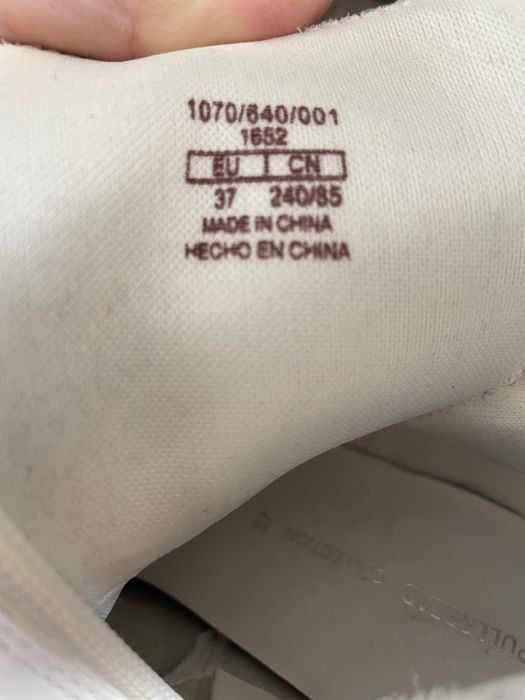 1070/640/001
1652
EU CN
37 240/85
MADE IN CHINA
HECHO EN CHINA
COLLECTION